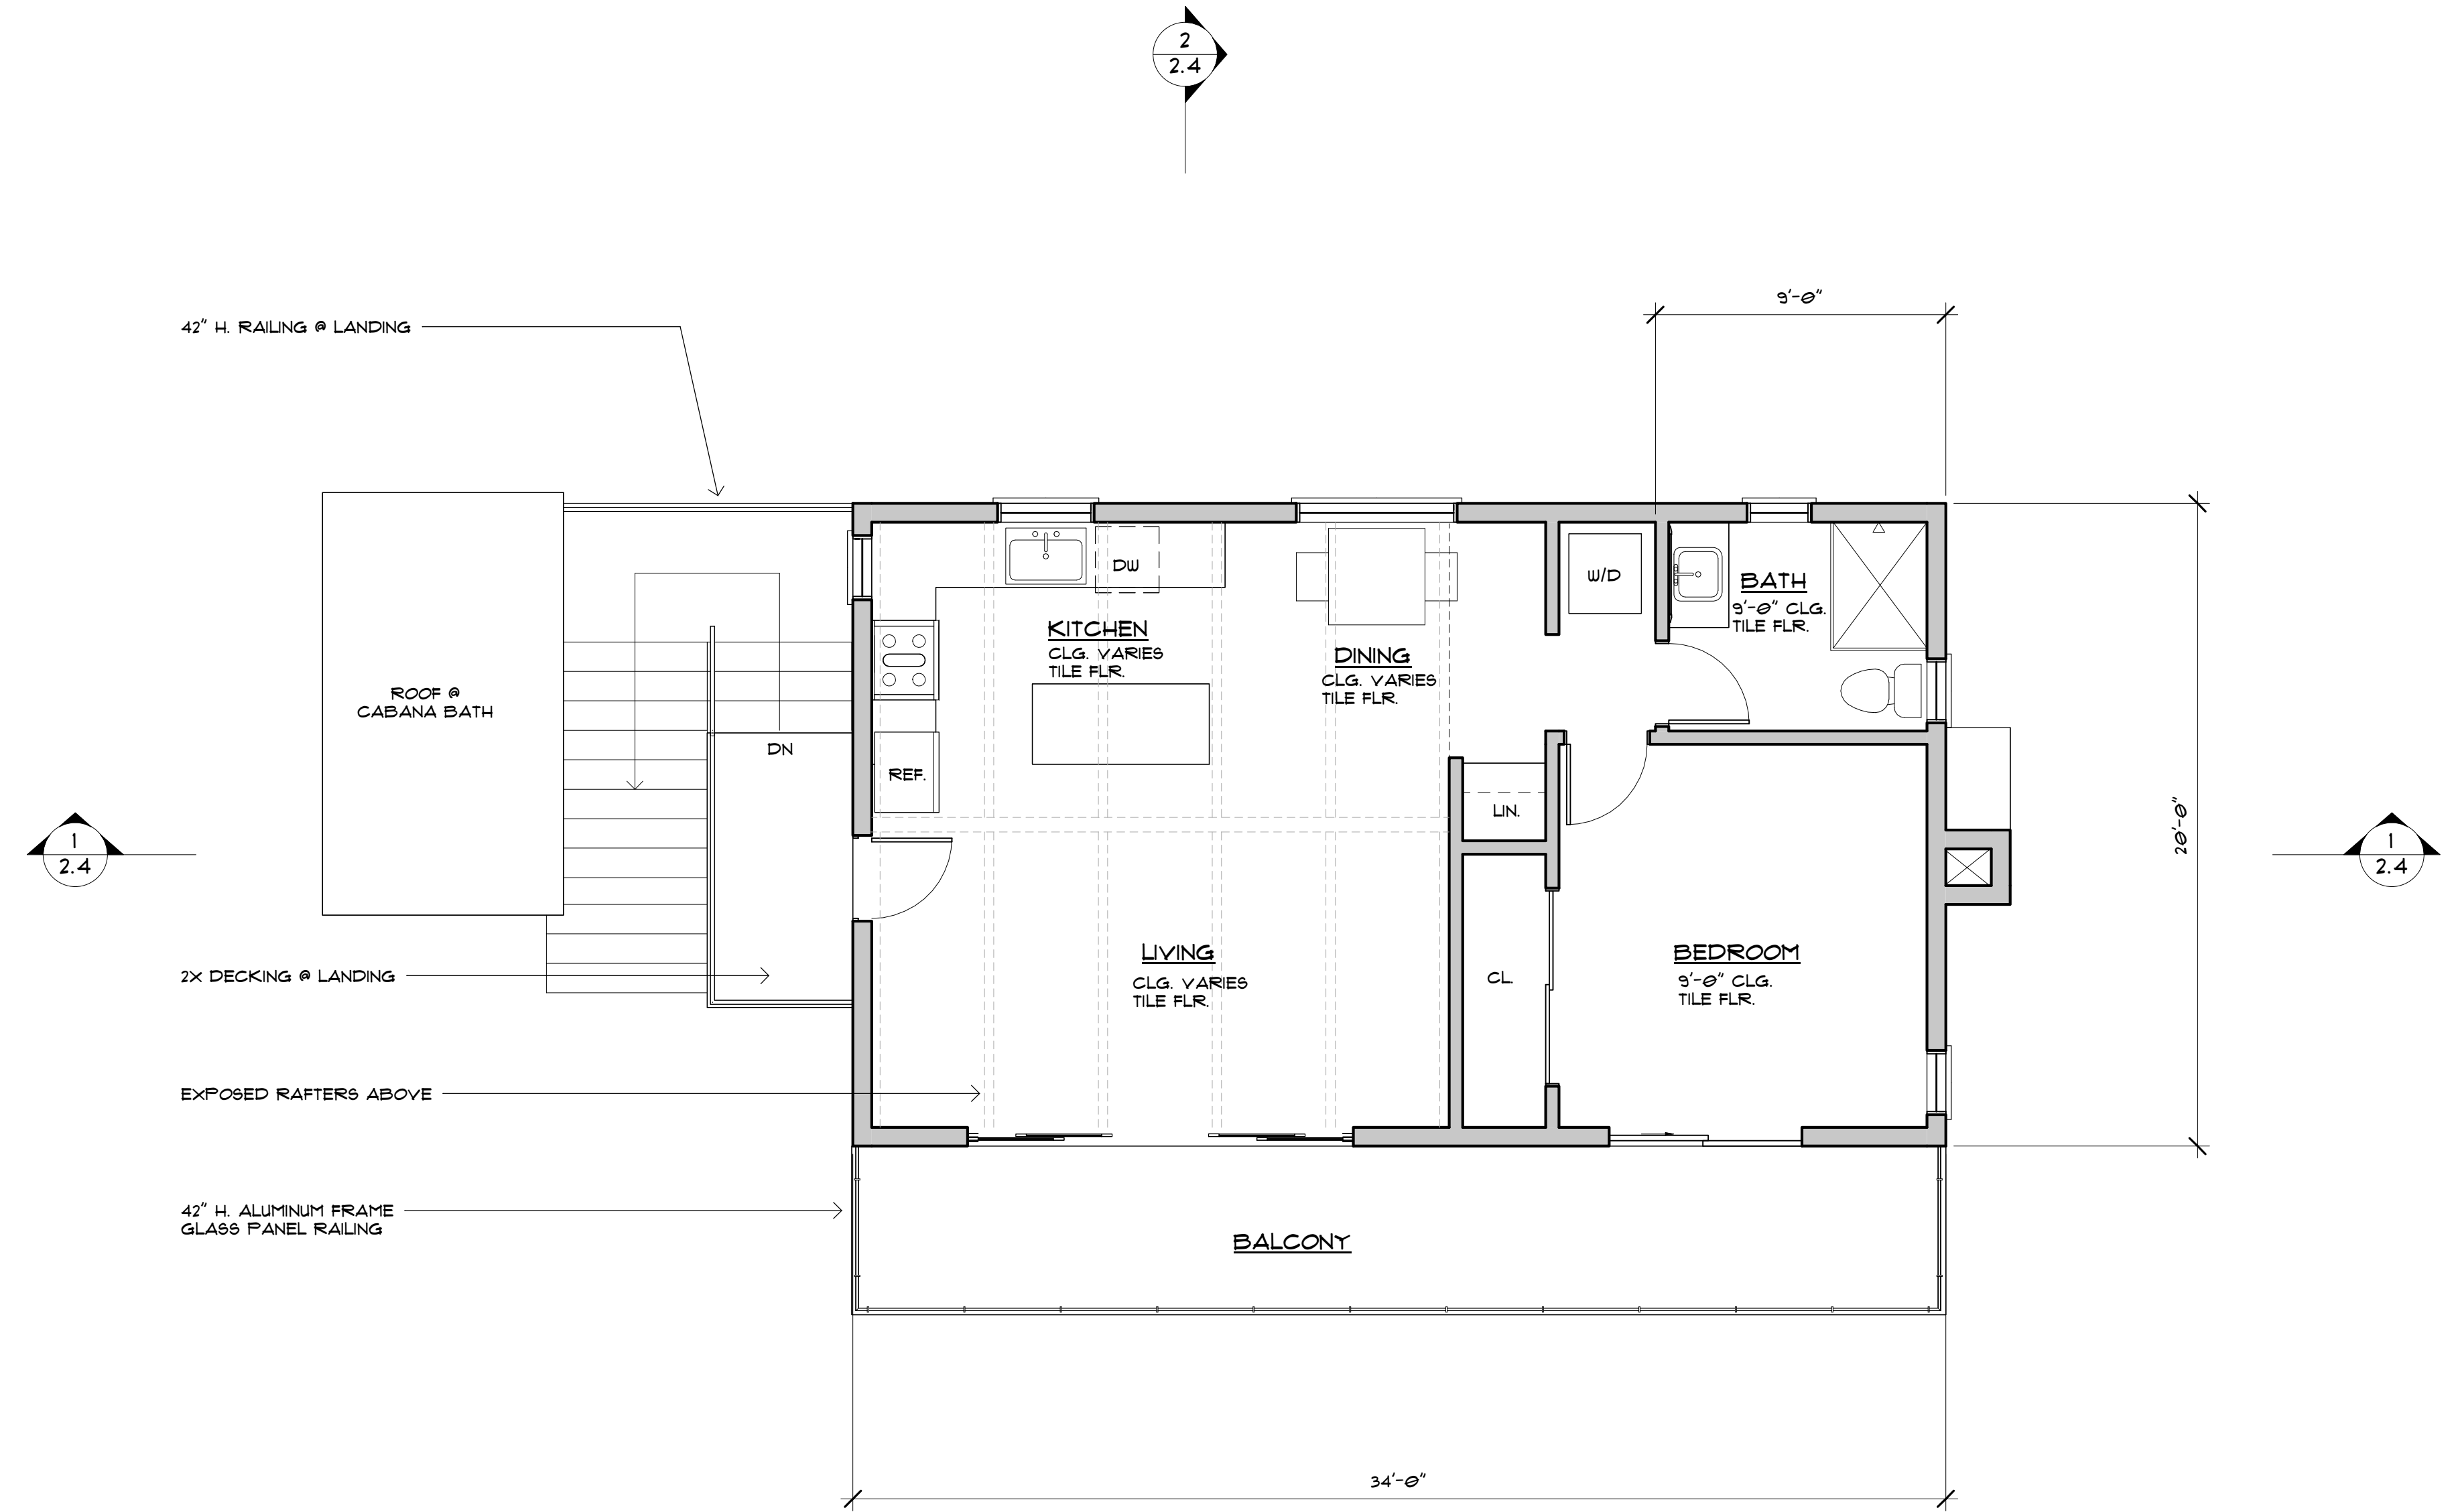 2
2.4
9'-0"
42" H. RAILING @ LANDING
W/D
DW
BATH
9'-0" CLG.
TILE FLR.
KITCHEN
CLG. VARIES
TILE FLR.
DINING
CLG. VARIES
TILE FLR.
ROOF @
CABANA BATH
DN
REF.
LIN.
20'-0"
1
2.4
1
2.4
LIVING
CLG. VARIES
TILE FLR.
CL.
BEDROOM
9'-0" CLG.
TILE FLR.
2X DECKING @ LANDING
EXPOSED RAFTERS ABOVE
42" H. ALUMINUM FRAME
GLASS PANEL RAILING
BALCONY
34'-0"